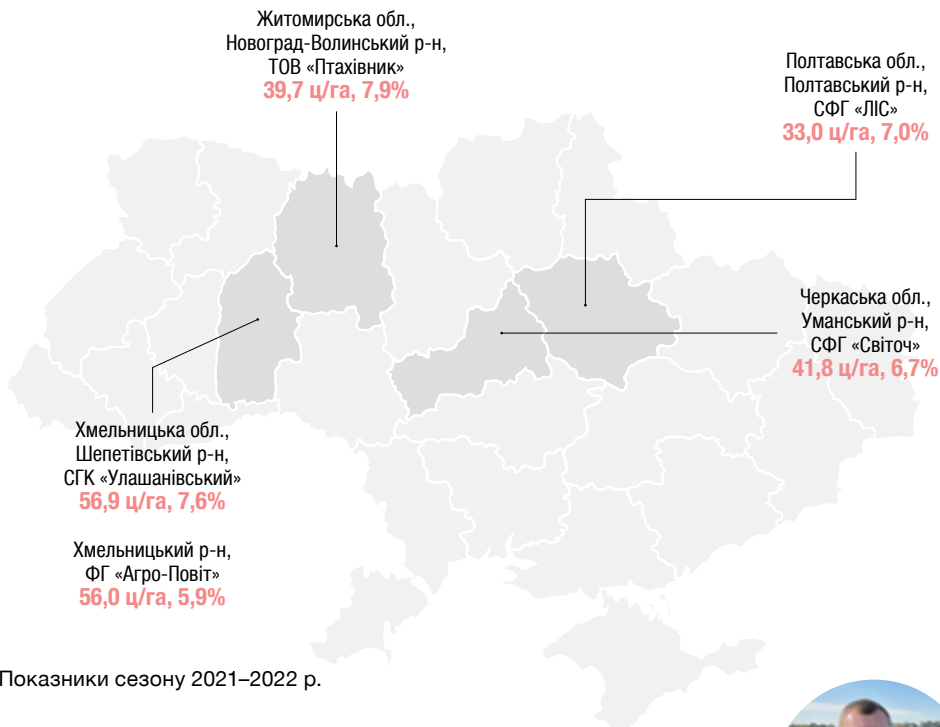 Житомирська обл.,
Новоград-Волинський р-н,
ТОВ «Птахівник»
39,7 ц/га, 7,9%
Полтавська обл.,
Полтавський р-н,
СФГ «ЛІС»
33,0 ц/га, 7,0%
Черкаська обл.,
Уманський р-н,
СФГ «Світоч»
41,8 ц/га, 6,7%
Хмельницька обл.,
Шепетівський р-н,
СГК «Улашанівський»
56,9 ц/га, 7,6%
Хмельницький р-н,
ФГ «Агро-Повіт»
56,0 ц/га, 5,9%
Показники сезону 2021–2022 р.